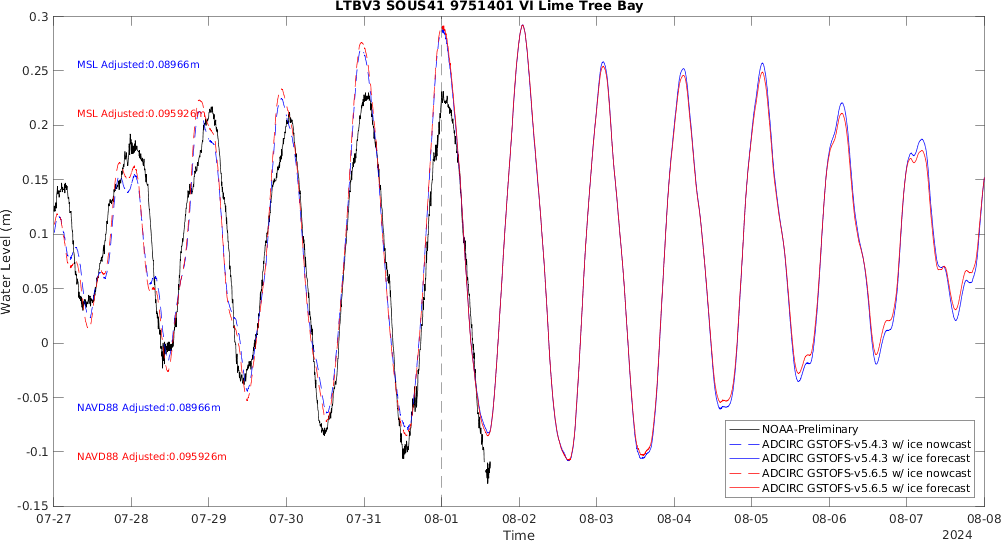 LTBV3 SOUS41 9751401 VI Lime Tree Bay
0.3
0.25
0.2
0.15
0.1
0.05
0
-0.05
-0.1
-0.15
Water Level (m)
MSL Adjusted:0.08966m
MSL Adjusted:0.095926m
NAVD88 Adjusted:0.08966m
NAVD88 Adjusted:0.095926m
NOAA-Preliminary
ADCIRC GSTOFS-v5.4.3 w/ ice nowcast
ADCIRC GSTOFS-v5.4.3 w/ ice forecast
ADCIRC GSTOFS-v5.6.5 w/ ice nowcast
ADCIRC GSTOFS-v5.6.5 w/ ice forecast
07-27 07-28 07-29 07-30 07-31 08-01 08-02 08-03 08-04 08-05 08-06 08-07 08-08
Time
2024